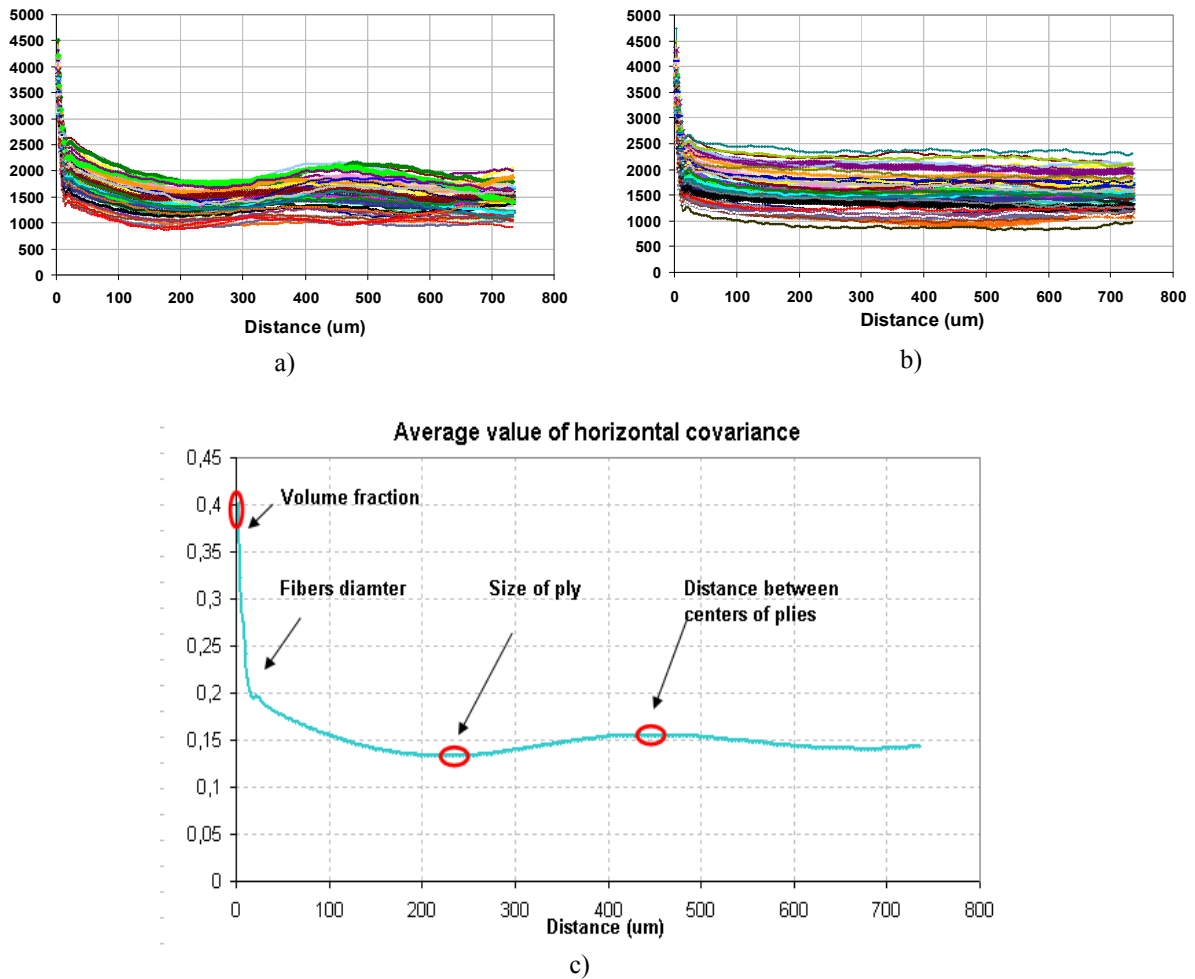 5000
4500
4000
3500
3000
2500
2000
1500
1000
500
0
0 100 200 300 400 500 600 700 800
Distance (um)
a)
5000
4500
4000
3500
3000
2500
2000
1500
1000
500
0
0 100 200 300 400 500 600 700 800
Distance (um)
b)
Average value of horizontal covariance
0,45
0,4
0,35
0,3
0,25
0,2
0,15
0,1
0,05
0
Volume fraction
Fibers diamter
Size of ply
Distance between
centers of plies
0 100 200 300 400 500 600 700 800
Distance (um)
c)